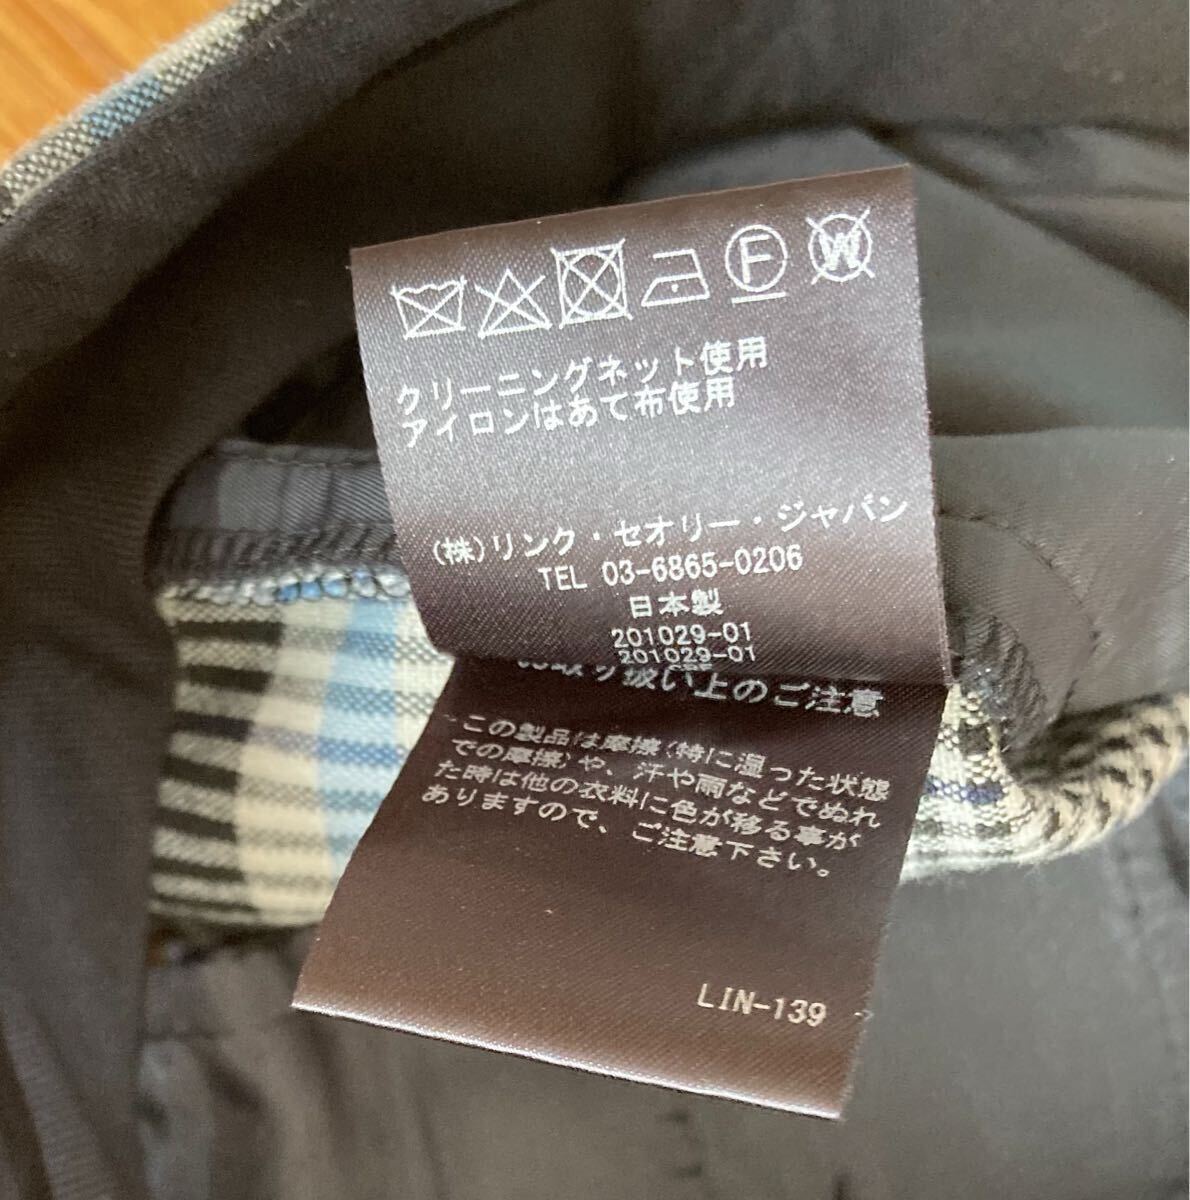 F W
クリーニングネット使用
アイロンはあて布使用
(株)リンク・セオリー・ジャパン
TEL 03-6865-0206
日本製
201029-01
201029-01
取り扱い上のご注意
この製品は摩擦(特に湿った状態
での摩擦)や、汗や雨などでぬれ
た時は他の衣料に色が移る事が
ありますので、ご注意下さい。
LIN-139